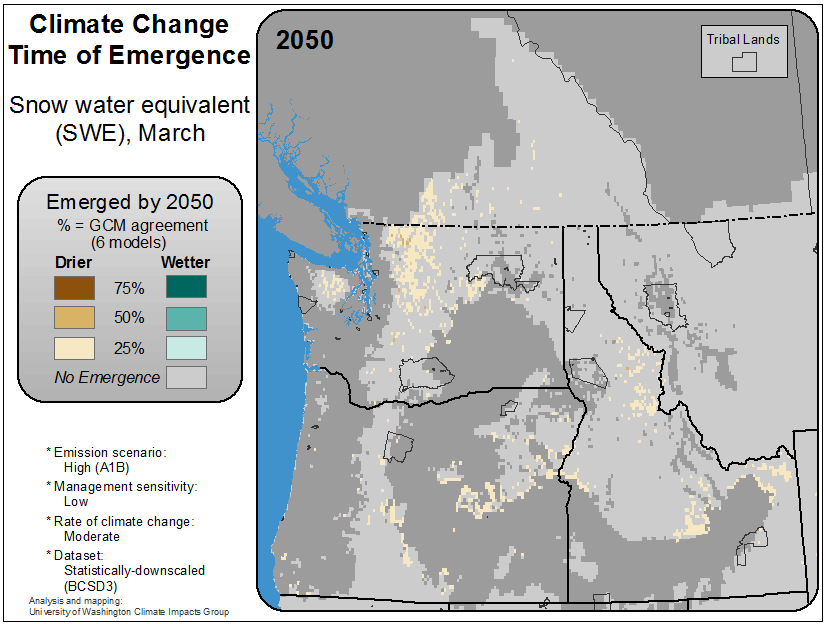 Climate Change
Time of Emergence
Snow water equivalent
(SWE), March
Emerged by 2050
% = GCM agreement
(6 models)
Drier Wetter
75%
50%
25%
No Emergence
* Emission scenario:
High (A1B)
* Management sensitivity:
Low
* Rate of climate change:
Moderate
* Dataset:
Statistically-downscaled
(BCSD3)
Analysis and mapping:
University of Washington Climate Impacts Group
2050
Tribal Lands